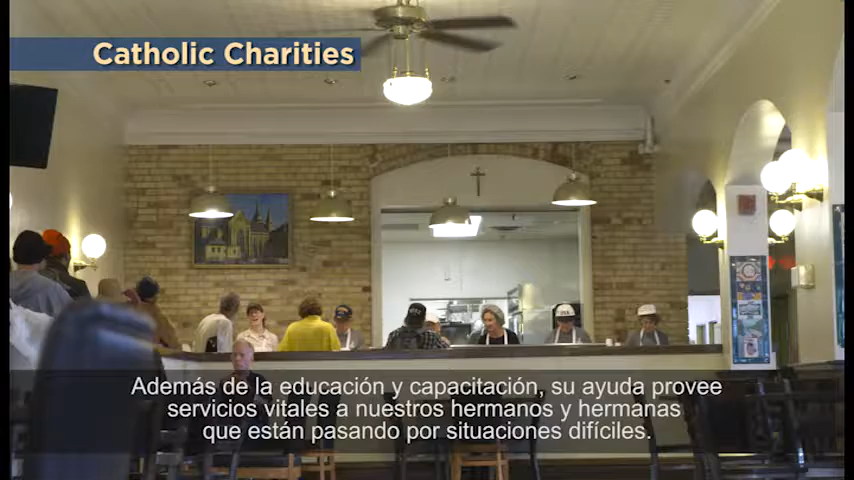 Catholic Charities
Además de la educación y capacitación, su ayuda provee
servicios vitales a nuestros hermanos y hermanas
que están pasando por situaciones difíciles.